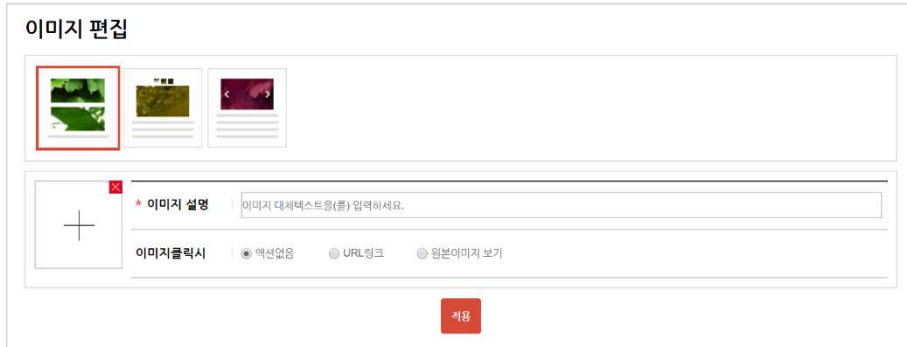 이미지 편집
* 이미지 설명
이미지 대체텍스트을(를) 입력하세요.
이미지클릭시
액션없음
URL링크
원본이미지 보기
적용